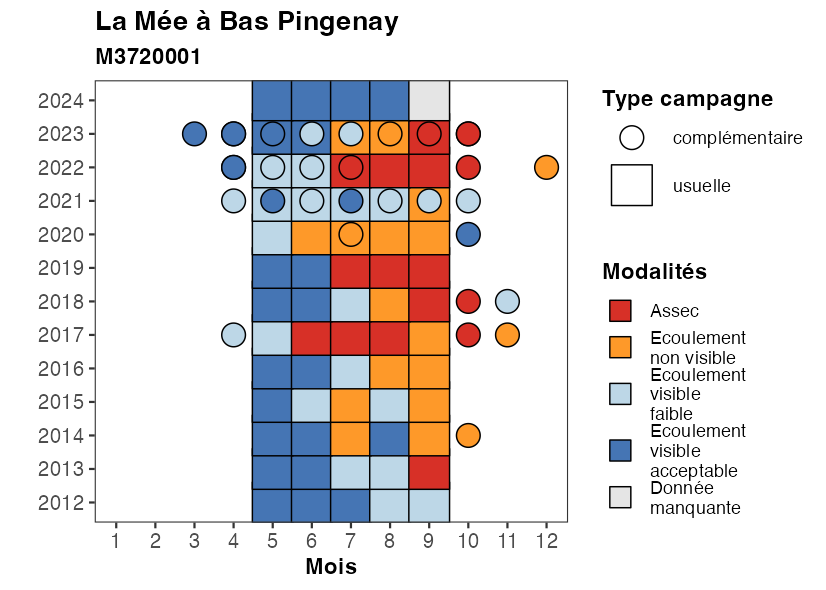 La Mée à Bas Pingenay
M3720001
2024
2023
2022
2021
2020
2019
2018
2017
2016
2015
2014
2013
2012
1 2 3 4 5 6 7 8 9 10 11 12
Mois
Type campagne
complémentaire
usuelle
Modalités
Assec
Ecoulement
non visible
Ecoulement
visible
faible
Ecoulement
visible
acceptable
Donnée
manquante